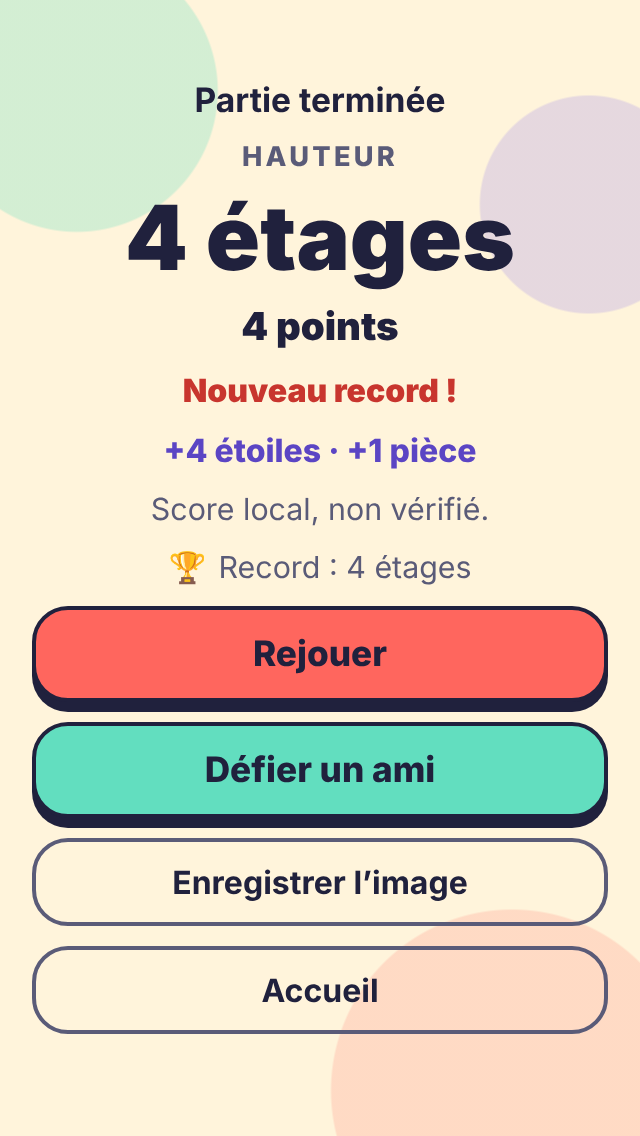 Partie terminée
HAUTEUR
4 étages
4 points
Nouveau record !
+4 étoiles · +1 pièce
Score local, non vérifié.
🏆 Record : 4 étages
Rejouer
Défier un ami
Enregistrer l’image
Accueil